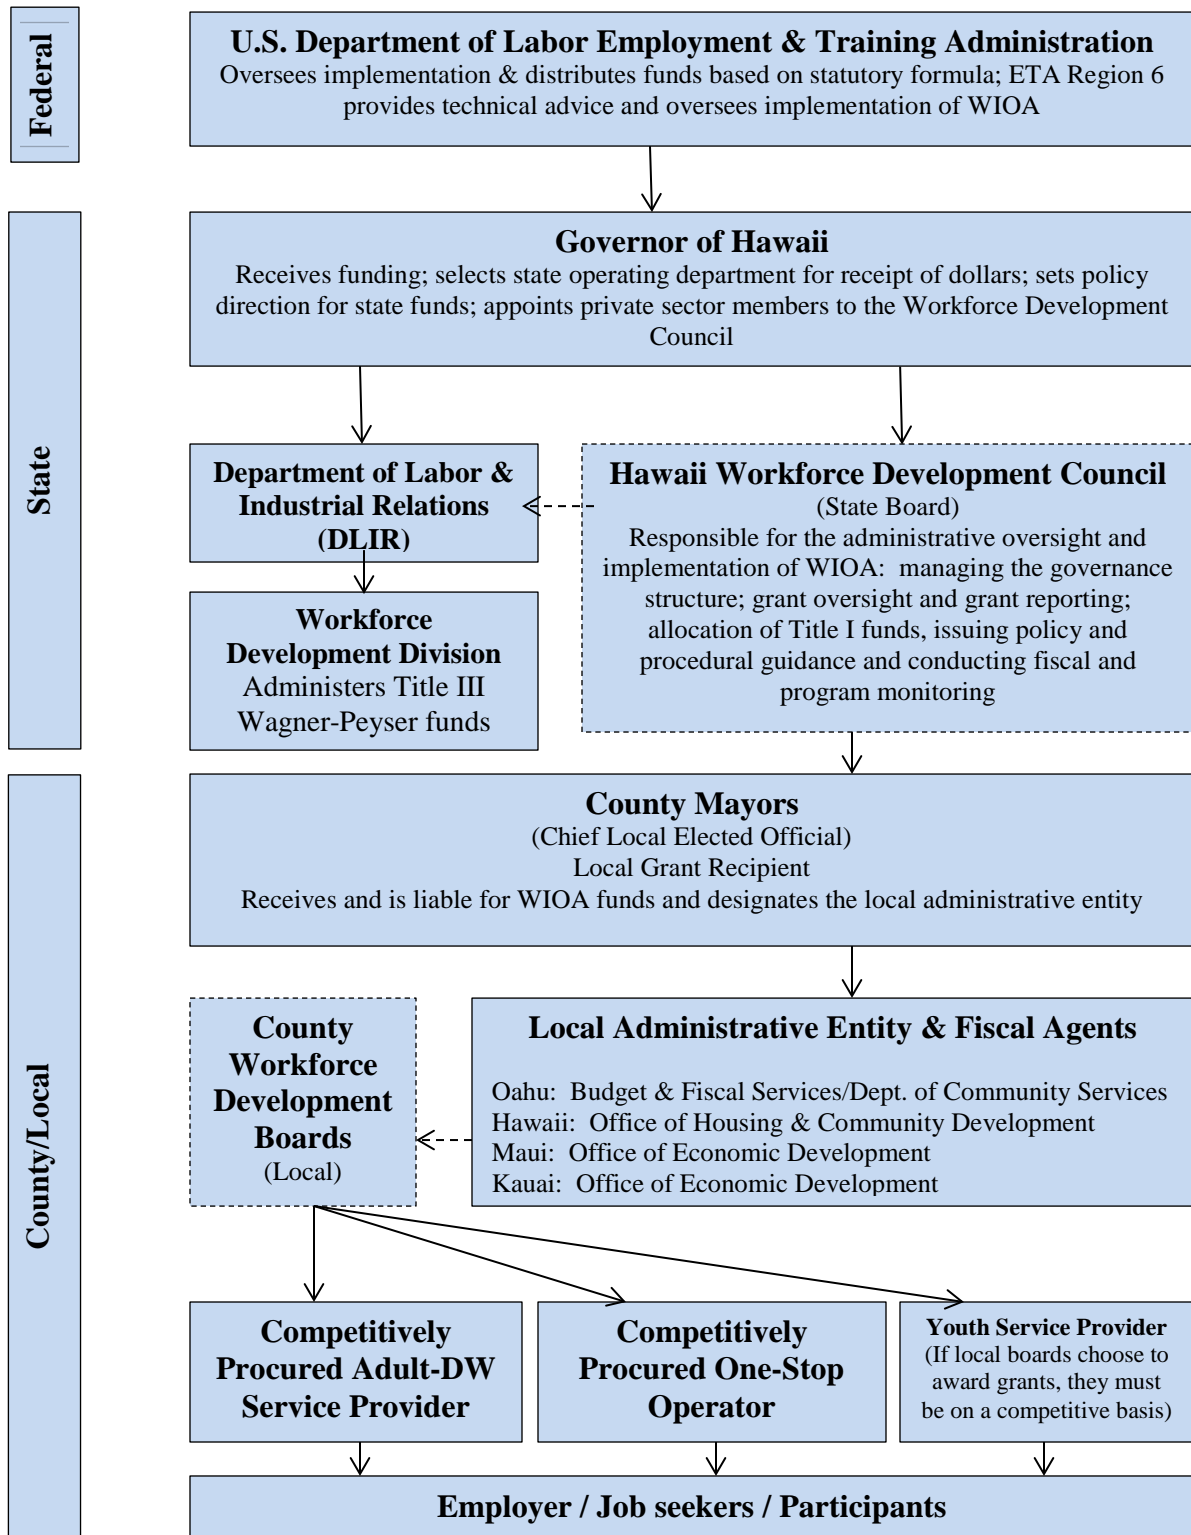 Federal
U.S. Department of Labor Employment & Training Administration
Oversees implementation & distributes funds based on statutory formula; ETA Region 6
provides technical advice and oversees implementation of WIOA
State
Governor of Hawaii
Receives funding; selects state operating department for receipt of dollars; sets policy
direction for state funds; appoints private sector members to the Workforce Development
Council
Department of Labor &
Industrial Relations
(DLIR)
Hawaii Workforce Development Council
(State Board)
Responsible for the administrative oversight and
implementation of WIOA:  managing the governance
structure; grant oversight and grant reporting;
allocation of Title I funds, issuing policy and
procedural guidance and conducting fiscal and
program monitoring
Workforce
Development Division
Administers Title III
Wagner-Peyser funds
County/Local
County Mayors
(Chief Local Elected Official)
Local Grant Recipient
Receives and is liable for WIOA funds and designates the local administrative entity
County
Workforce
Development
Boards
(Local)
Local Administrative Entity & Fiscal Agents
Oahu:  Budget & Fiscal Services/Dept. of Community Services
Hawaii:  Office of Housing & Community Development
Maui:  Office of Economic Development
Kauai:  Office of Economic Development
Competitively
Procured Adult-DW
Service Provider
Competitively
Procured One-Stop
Operator
Youth Service Provider
(If local boards choose to
award grants, they must
be on a competitive basis)
Employer / Job seekers / Participants